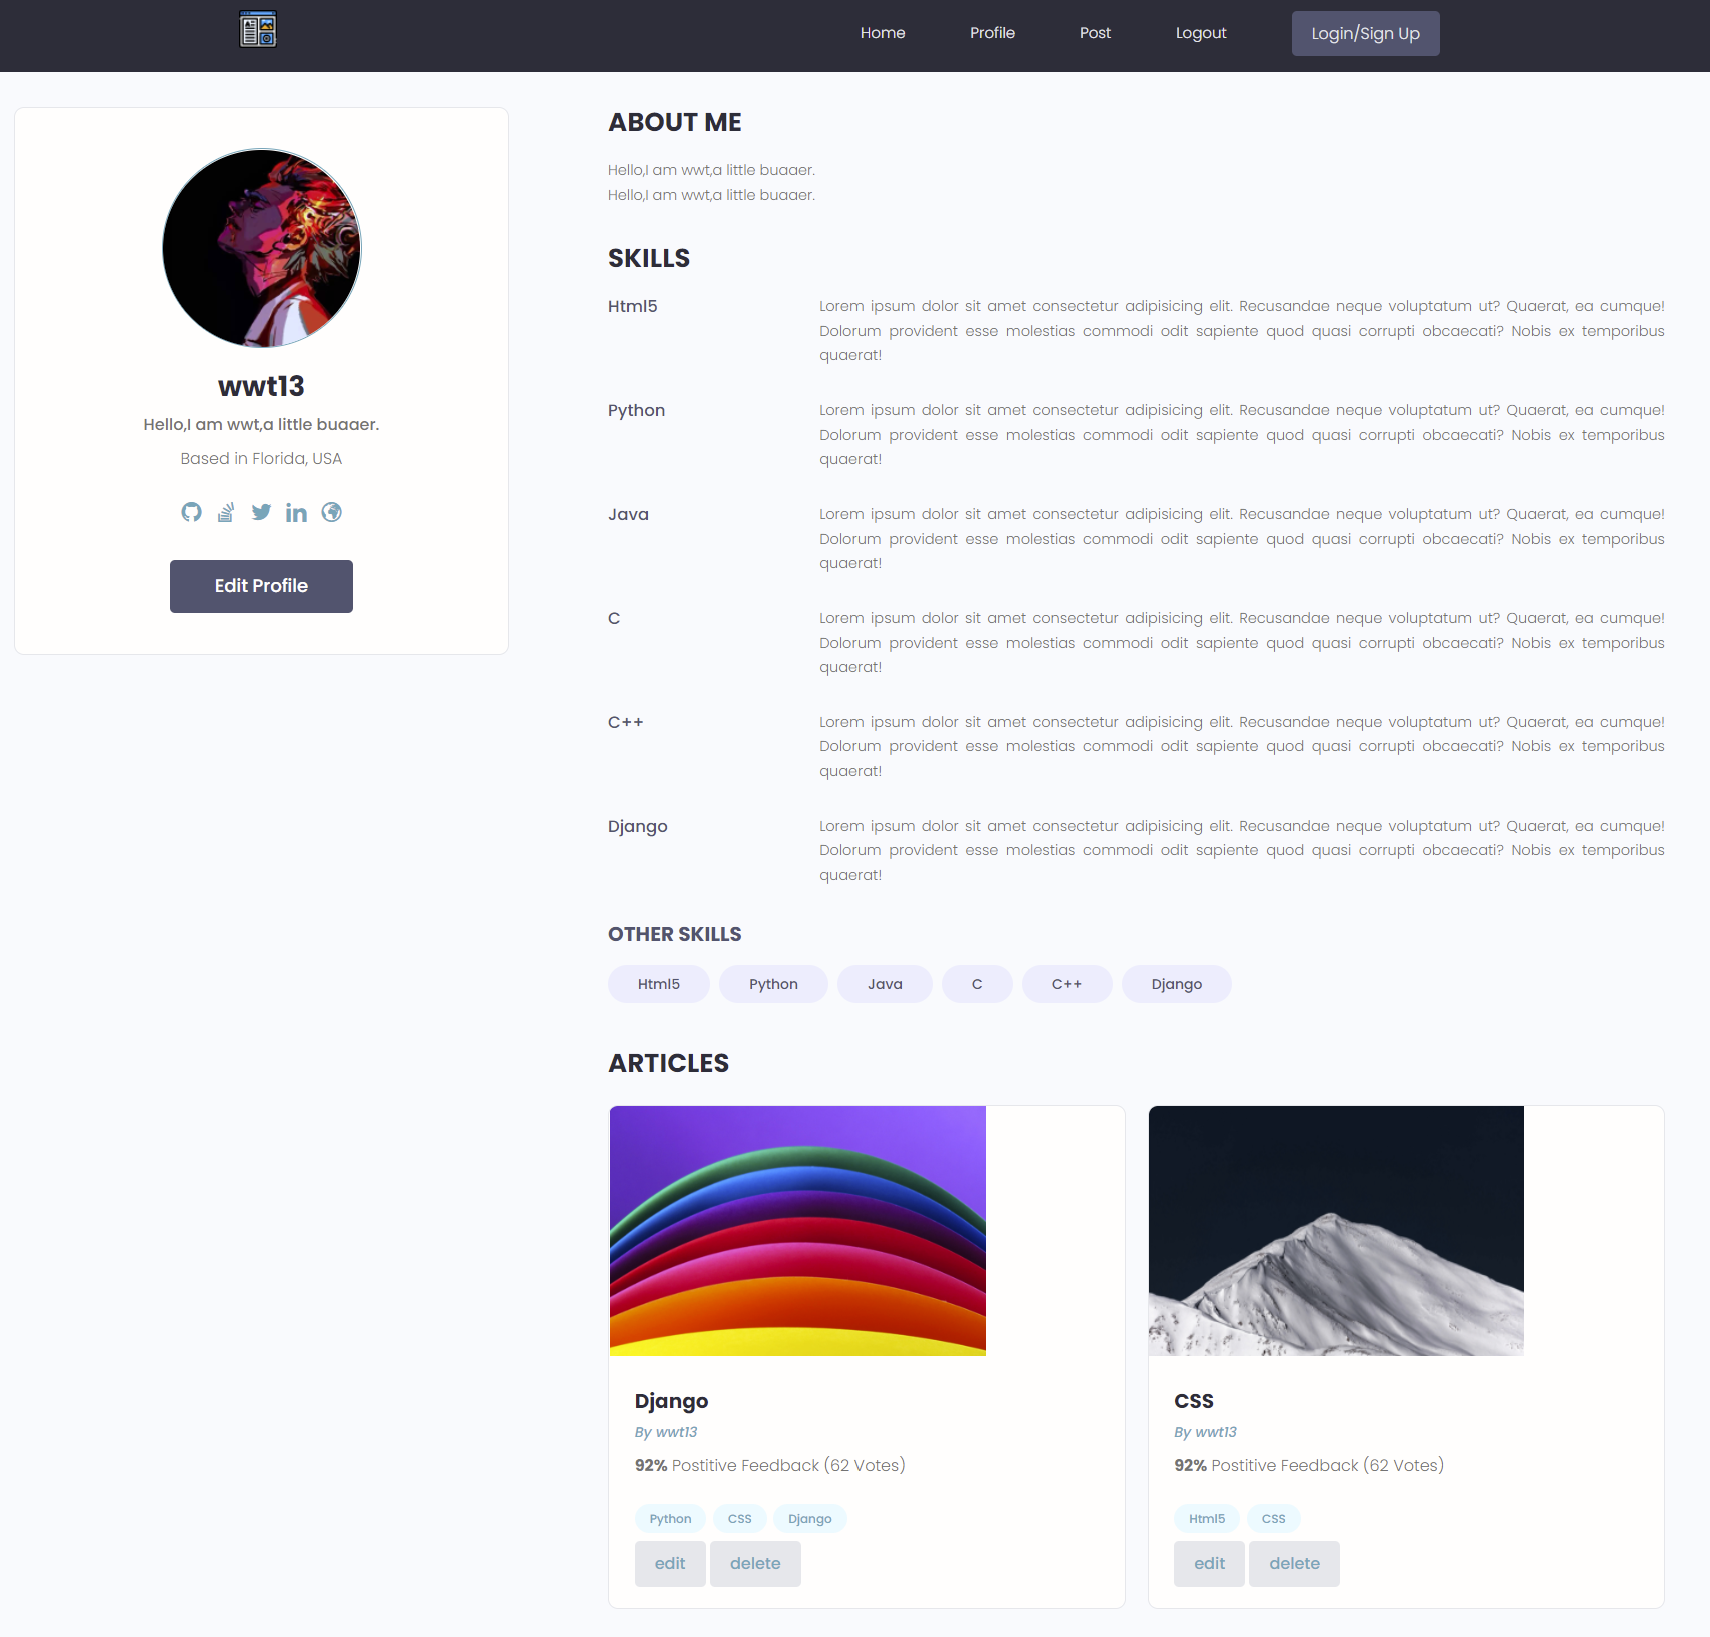 Home Profile Post Logout Login/Sign Up
wwt13
Hello,I am wwt,a little buaaer.
Based in Florida, USA
Edit Profile
ABOUT ME
Hello,I am wwt,a little buaaer.
Hello,I am wwt,a little buaaer.
SKILLS
Html5
Lorem ipsum dolor sit amet consectetur adipisicing elit. Recusandae neque voluptatum ut? Quaerat, ea cumque!
Dolorum provident esse molestias commodi odit sapiente quod quasi corrupti obcaecati? Nobis ex temporibus
quaerat!
Python
Lorem ipsum dolor sit amet consectetur adipisicing elit. Recusandae neque voluptatum ut? Quaerat, ea cumque!
Dolorum provident esse molestias commodi odit sapiente quod quasi corrupti obcaecati? Nobis ex temporibus
quaerat!
Java
Lorem ipsum dolor sit amet consectetur adipisicing elit. Recusandae neque voluptatum ut? Quaerat, ea cumque!
Dolorum provident esse molestias commodi odit sapiente quod quasi corrupti obcaecati? Nobis ex temporibus
quaerat!
C
Lorem ipsum dolor sit amet consectetur adipisicing elit. Recusandae neque voluptatum ut? Quaerat, ea cumque!
Dolorum provident esse molestias commodi odit sapiente quod quasi corrupti obcaecati? Nobis ex temporibus
quaerat!
C++
Lorem ipsum dolor sit amet consectetur adipisicing elit. Recusandae neque voluptatum ut? Quaerat, ea cumque!
Dolorum provident esse molestias commodi odit sapiente quod quasi corrupti obcaecati? Nobis ex temporibus
quaerat!
Django
Lorem ipsum dolor sit amet consectetur adipisicing elit. Recusandae neque voluptatum ut? Quaerat, ea cumque!
Dolorum provident esse molestias commodi odit sapiente quod quasi corrupti obcaecati? Nobis ex temporibus
quaerat!
OTHER SKILLS
Html5 Python Java C C++ Django
ARTICLES
Django
By wwt13
92% Postitive Feedback (62 Votes)
Python CSS Django
edit delete
CSS
By wwt13
92% Postitive Feedback (62 Votes)
Html5 CSS
edit delete